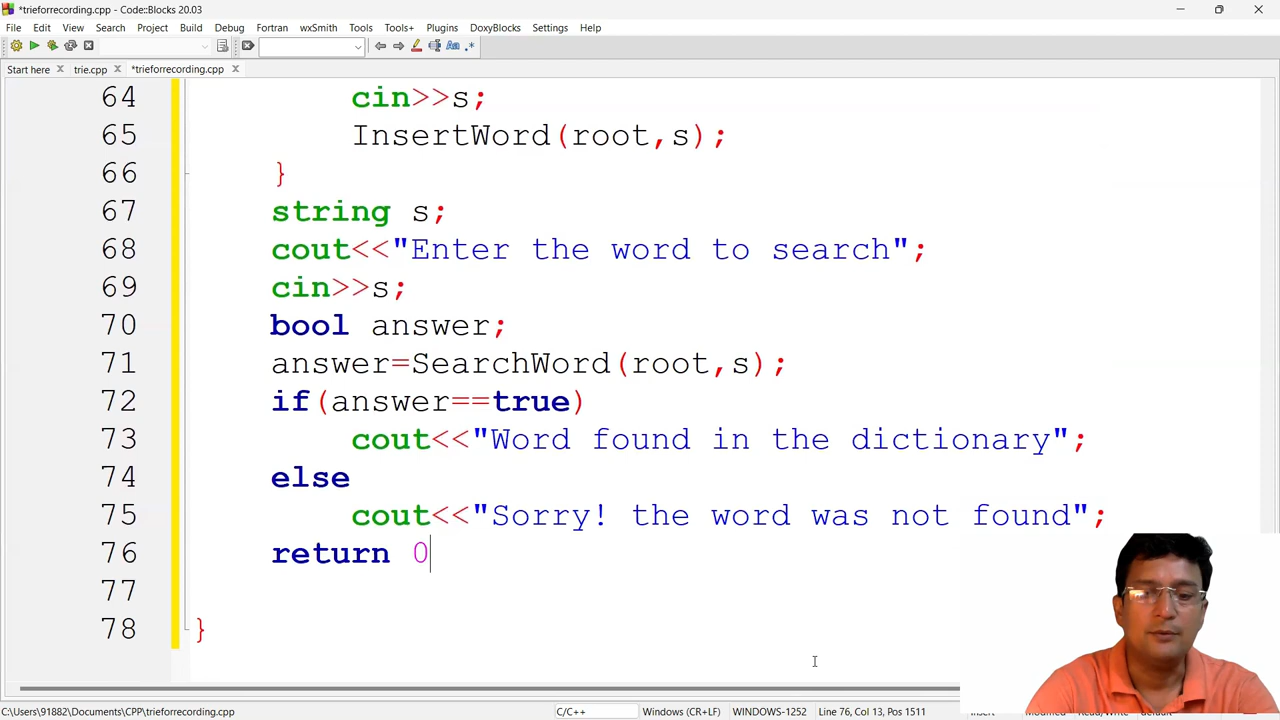 *trieforrecording.cpp - Code::Blocks 20.03
File Edit View Search Project Build Debug Fortran wxSmith Tools Tools+ Plugins DoxyBlocks Settings Help
Start here trie.cpp *trieforrecording.cpp
64 cin>>s;
65 InsertWord(root,s);
66 }
67 string s;
68 cout<<"Enter the word to search";
69 cin>>s;
70 bool answer;
71 answer=SearchWord(root,s);
72 if(answer==true)
73 cout<<"Word found in the dictionary";
74 else
75 cout<<"Sorry! the word was not found";
76 return 0
77
78 }
C:\Users\91882\Documents\CPP\trieforrecording.cpp C/C++ Windows (CR+LF) WINDOWS-1252 Line 76, Col 13, Pos 1511